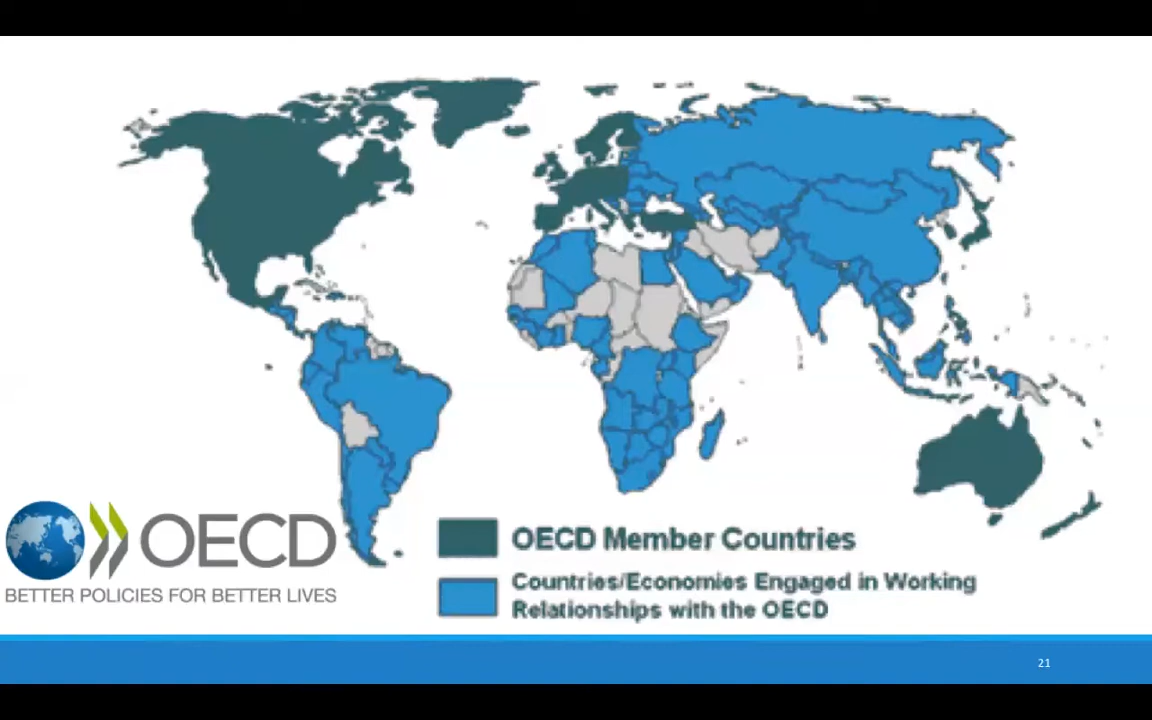 OECD
BETTER POLICIES FOR BETTER LIVES
OECD Member Countries
Countries/Economies Engaged in Working
Relationships with the OECD
21